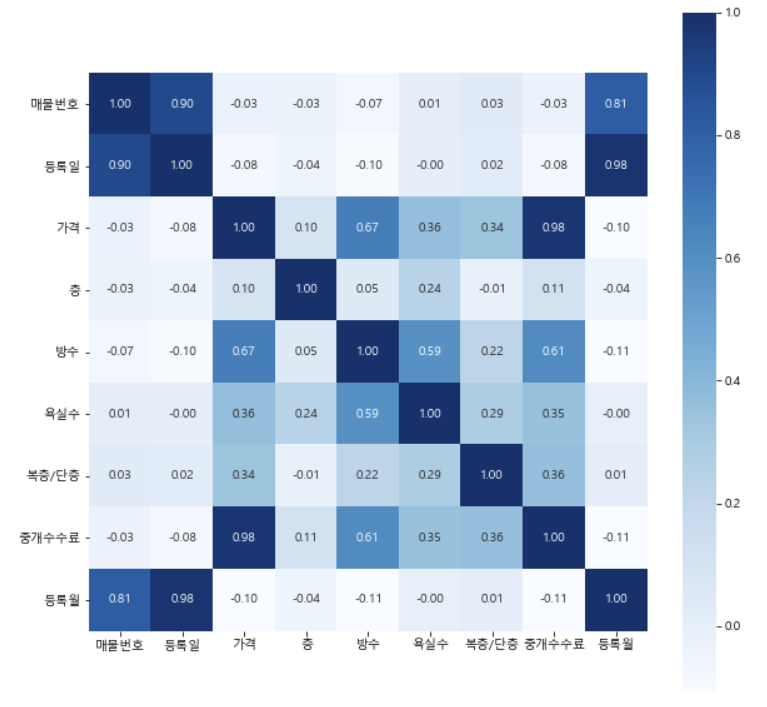 1.0
매물번호 1.00 0.90 -0.03 -0.03 -0.07 0.01 0.03 -0.03 0.81
0.8
등록일 0.90 1.00 -0.08 -0.04 -0.10 -0.00 0.02 -0.08 0.98
가격 -0.03 -0.08 1.00 0.10 0.67 0.36 0.34 0.98 -0.10
0.6
층 -0.03 -0.04 0.10 1.00 0.05 0.24 -0.01 0.11 -0.04
방수 -0.07 -0.10 0.67 0.05 1.00 0.59 0.22 0.61 -0.11
0.4
욕실수 0.01 -0.00 0.36 0.24 0.59 1.00 0.29 0.35 -0.00
복층/단층 0.03 0.02 0.34 -0.01 0.22 0.29 1.00 0.36 0.01
0.2
중개수수료 -0.03 -0.08 0.98 0.11 0.61 0.35 0.36 1.00 -0.11
등록월 0.81 0.98 -0.10 -0.04 -0.11 -0.00 0.01 -0.11 1.00
0.0
매물번호 등록일 가격 층 방수 욕실수 복층/단층 중개수수료 등록월